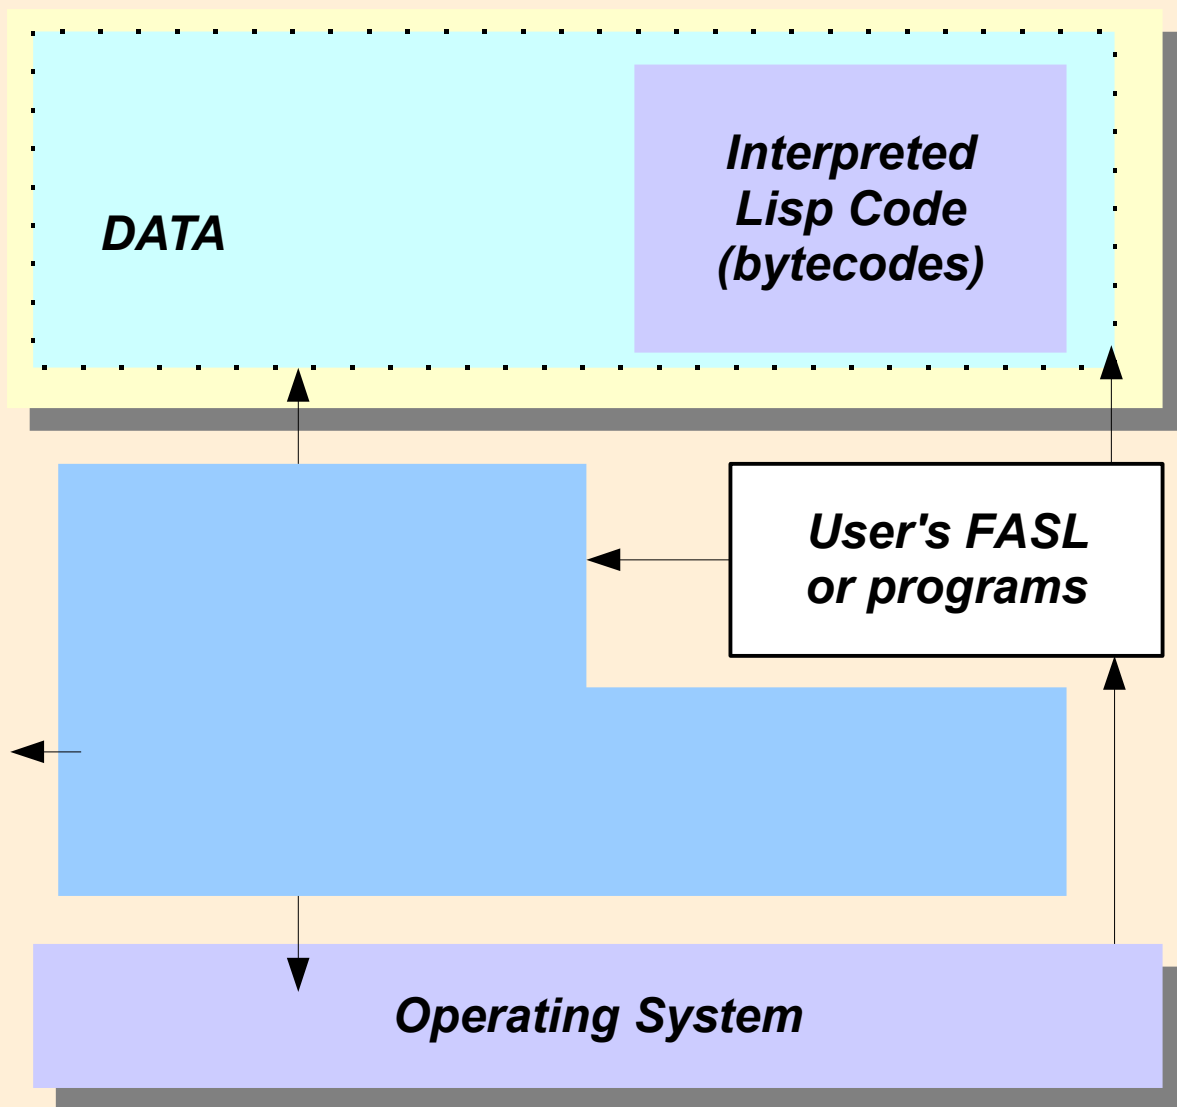 Interpreted
Lisp Code
(bytecodes)
DATA
User's FASL
or programs
Operating System